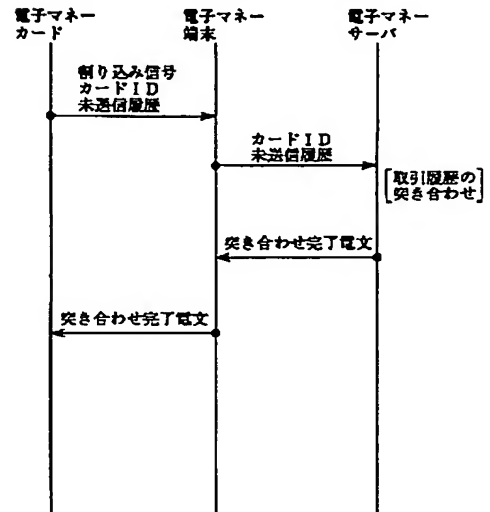 電子マネー
カード
電子マネー
端末
電子マネー
サーバ
割り込み信号
カードID
未送信履歴
カードID
未送信履歴
取引履歴の
突き合わせ
突き合わせ完了電文
突き合わせ完了電文